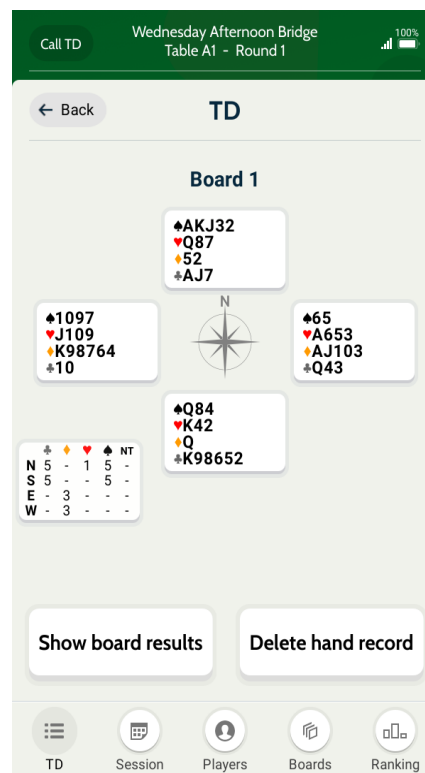 Call TD
Wednesday Afternoon Bridge
Table A1 - Round 1
100%
← Back
TD
Board 1
♠AKJ32
♥Q87
♦52
♣AJ7
N
♠1097
♥J109
♦K98764
♣10
♠65
♥A653
♦AJ103
♣Q43
♠Q84
♥K42
♦Q
♣K98652
♣ ♦ ♥ ♠ NT
N 5 - 1 5 -
S 5 - - 5 -
E - 3 - - -
W - 3 - - -
Show board results
Delete hand record
TD
Session
Players
Boards
Ranking